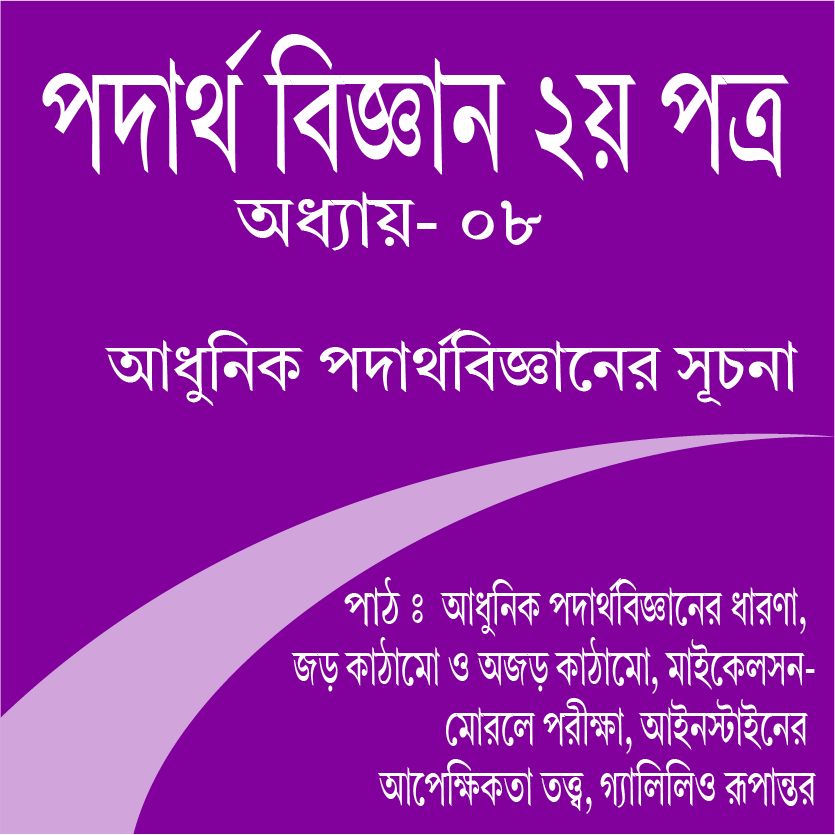 পদার্থ বিজ্ঞান ২য় পত্র
অধ্যায়- ০৮
আধুনিক পদার্থবিজ্ঞানের সূচনা
পাঠ ঃ আধুনিক পদার্থবিজ্ঞানের ধারণা,
জড় কাঠামো ও অজড় কাঠামো, মাইকেলসন-
মোরলে পরীক্ষা, আইনস্টাইনের
আপেক্ষিকতা তত্ত্ব, গ্যালিলিও রূপান্তর